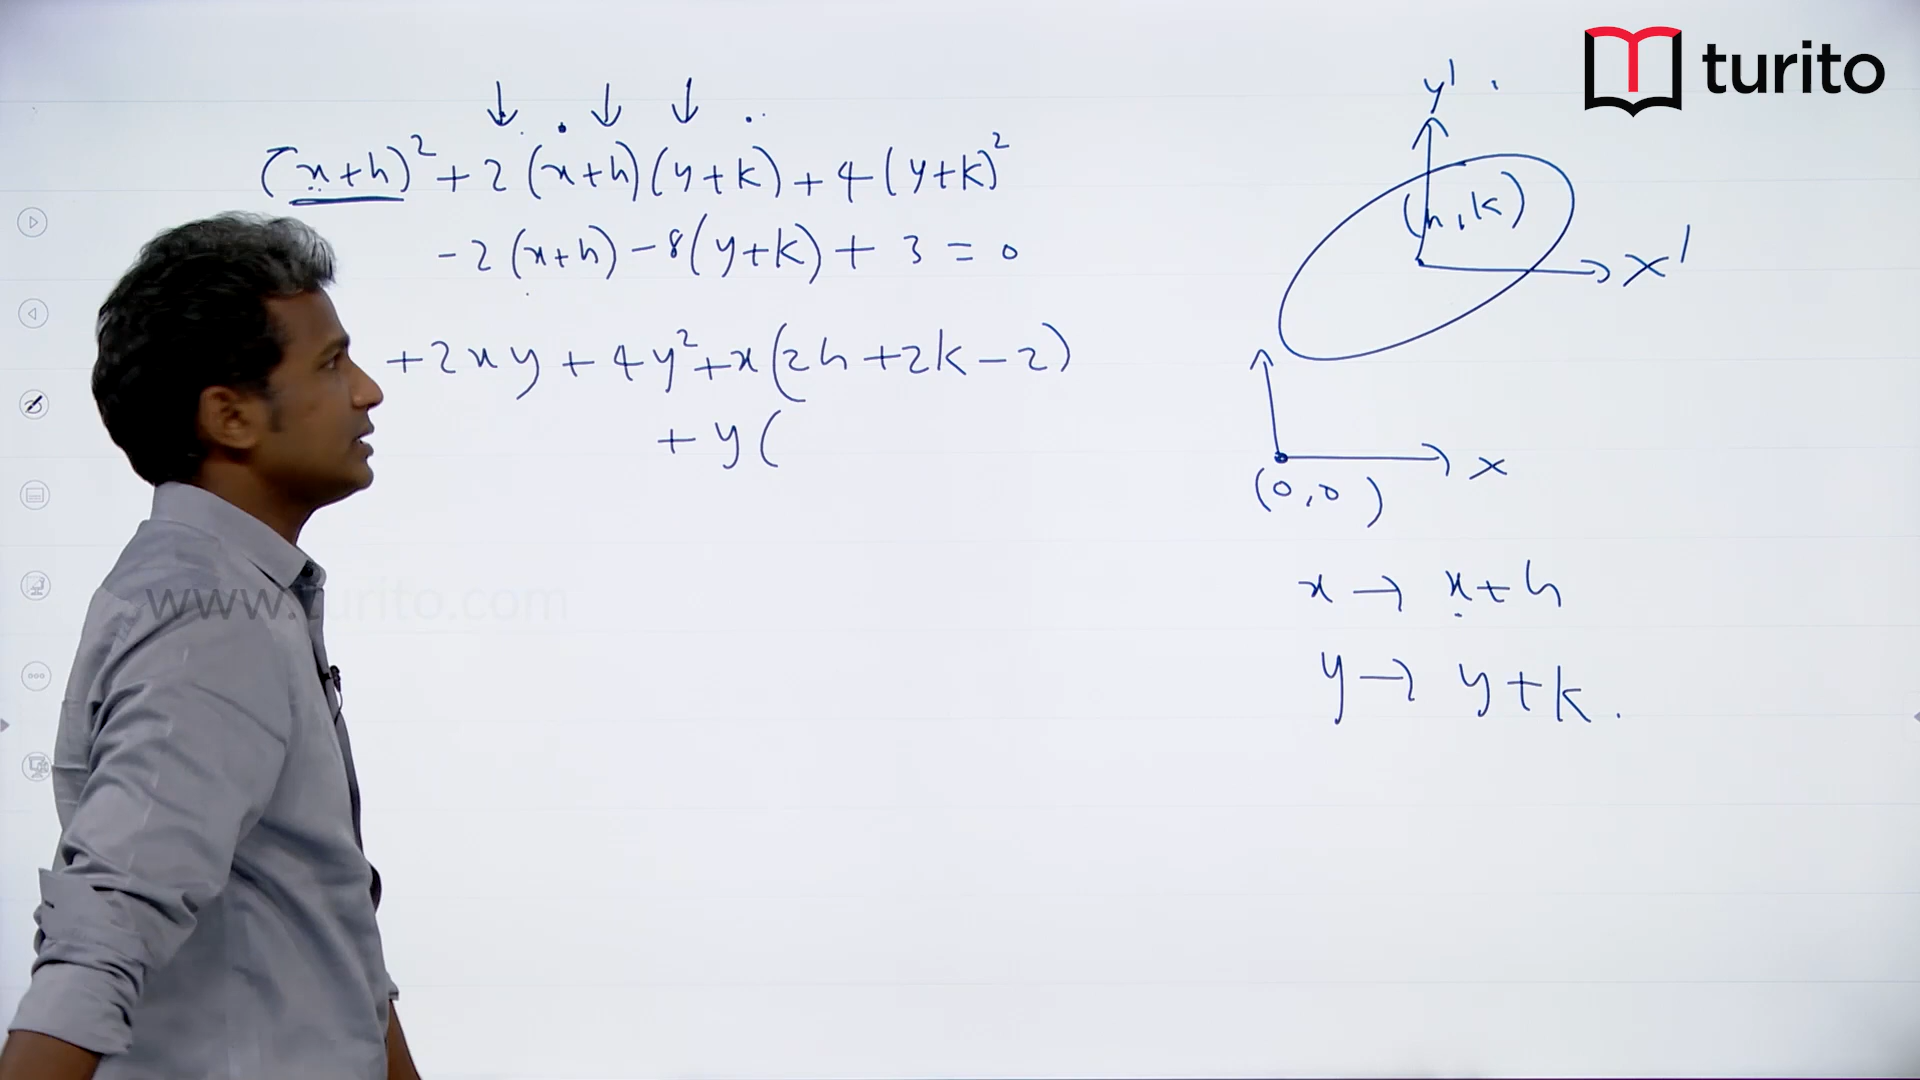 (x+h)² + 2(x+h)(y+k) + 4(y+k)²
-2(x+h) - 8(y+k) + 3 = 0
+2xy + 4y² + x(2h+2k-2)
+ y(
turito
y'
(h,k)
x'
x
(0,0)
x → x+h
y → y+k.
www.turito.com